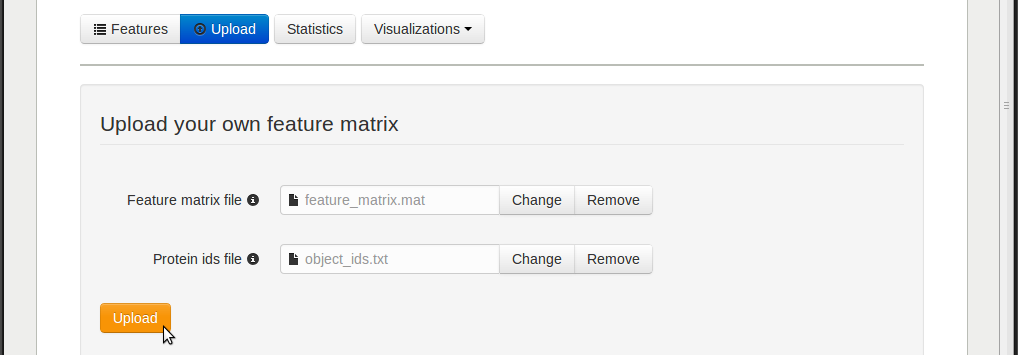 Features Upload Statistics Visualizations
Upload your own feature matrix
Feature matrix file feature_matrix.mat Change Remove
Protein ids file object_ids.txt Change Remove
Upload